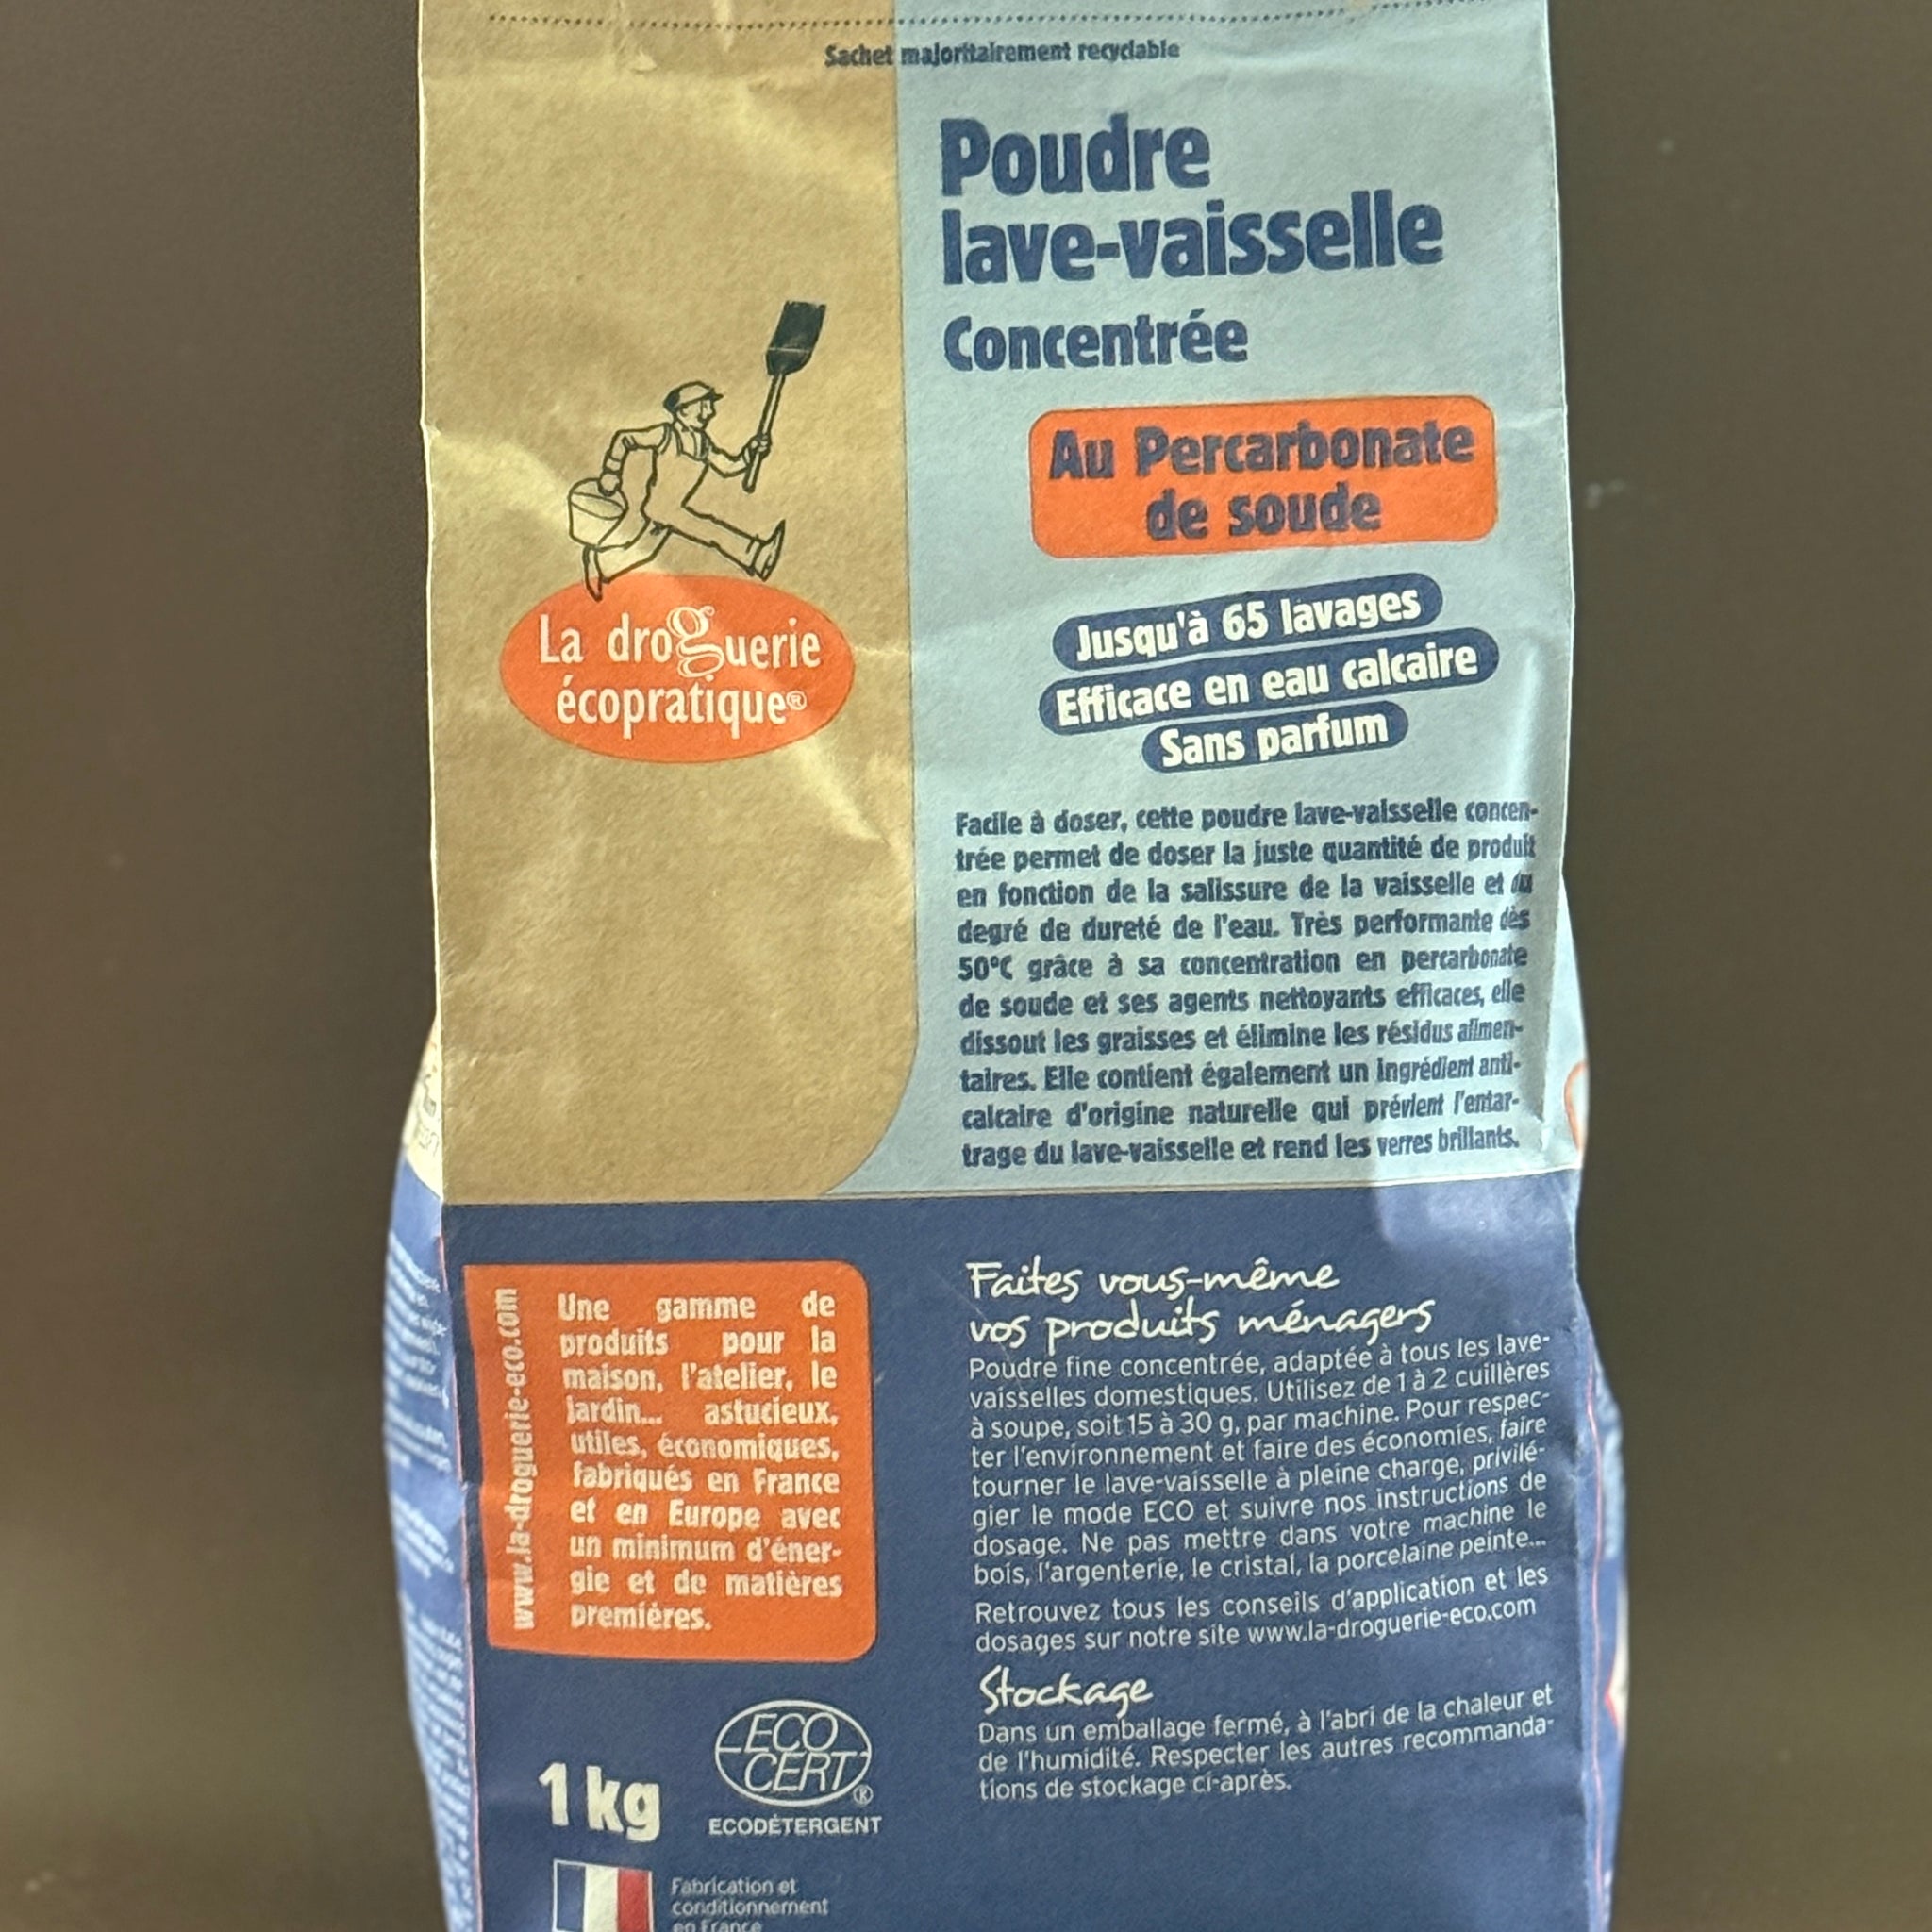 Sachet majoritairement recyclable
Poudre
lave-vaisselle
Concentrée
Au Percarbonate
de soude
Jusqu'à 65 lavages
Efficace en eau calcaire
Sans parfum
La droguerie
écopratique®
Facile à doser, cette poudre lave-vaisselle concen-
trée permet de doser la juste quantité de produit
en fonction de la salissure de la vaisselle et du
degré de dureté de l'eau. Très performante dès
50°C grâce à sa concentration en percarbonate
de soude et ses agents nettoyants efficaces, elle
dissout les graisses et élimine les résidus alimen-
taires. Elle contient également un ingrédient anti-
calcaire d'origine naturelle qui prévient l'entar-
trage du lave-vaisselle et rend les verres brillants.
www.la-droguerie-eco.com
Une gamme de
produits pour la
maison, l'atelier, le
jardin... astucieux,
utiles, économiques,
fabriqués en France
et en Europe avec
un minimum d'éner-
gie et de matières
premières.
Faites vous-même
vos produits ménagers
Poudre fine concentrée, adaptée à tous les lave-
vaisselles domestiques. Utilisez de 1 à 2 cuillères
à soupe, soit 15 à 30 g, par machine. Pour respec-
ter l'environnement et faire des économies, faire
tourner le lave-vaisselle à pleine charge, privilé-
gier le mode ECO et suivre nos instructions de
dosage. Ne pas mettre dans votre machine le
bois, l'argenterie, le cristal, la porcelaine peinte...
Retrouvez tous les conseils d'application et les
dosages sur notre site www.la-droguerie-eco.com
Stockage
Dans un emballage fermé, à l'abri de la chaleur et
de l'humidité. Respecter les autres recommanda-
tions de stockage ci-après.
1 kg
ECO
CERT®
ECODÉTERGENT
Fabrication et
conditionnement
en France